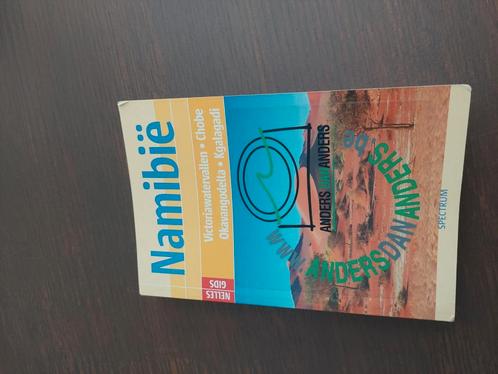 Namibië
Victoriawatervallen • Chobe
Okavangodelta • Kgalagadi
NELLES
GIDS
ANDERS DAN ANDERS
WWW.ANDERSDANANDERS.be
SPECTRUM